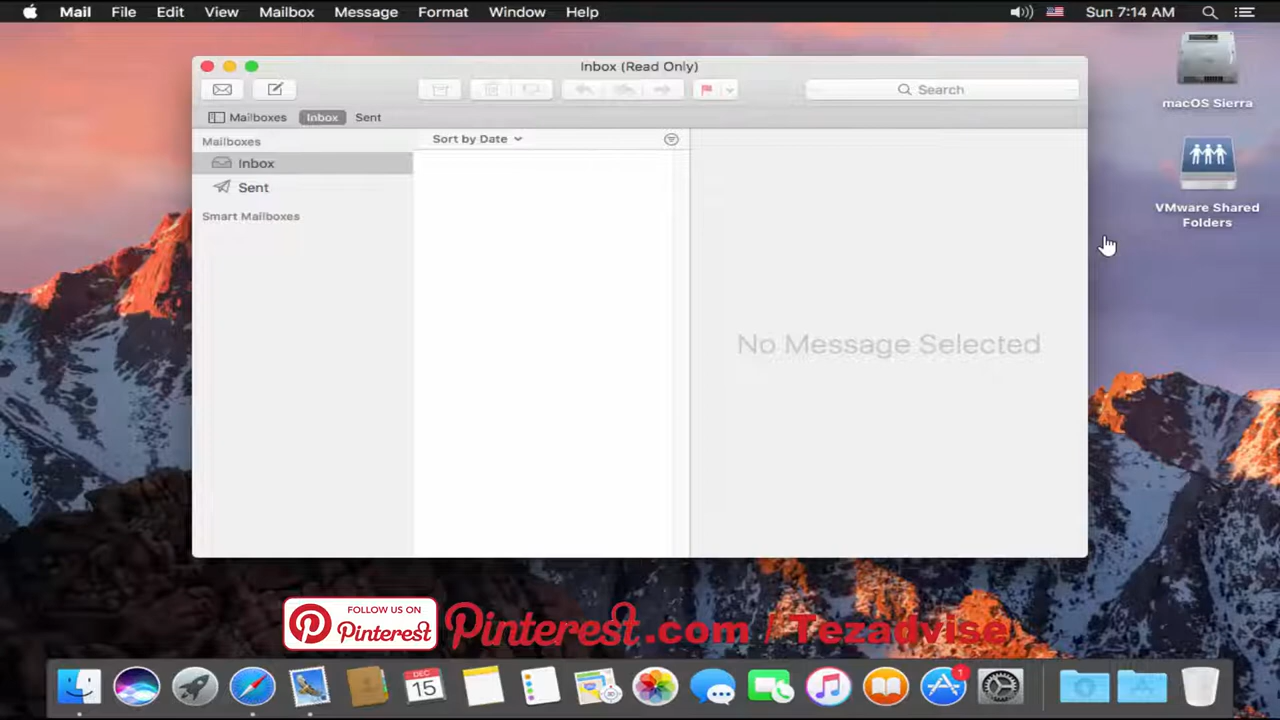 Mail File Edit View Mailbox Message Format Window Help Sun 7:14 AM
Inbox (Read Only)
Search
Mailboxes Inbox Sent
Mailboxes
Inbox
Sent
Smart Mailboxes
Sort by Date
No Message Selected
macOS Sierra
VMware Shared
Folders
FOLLOW US ON
Pinterest
Pinterest.com / Tezadvise
DEC
15
1